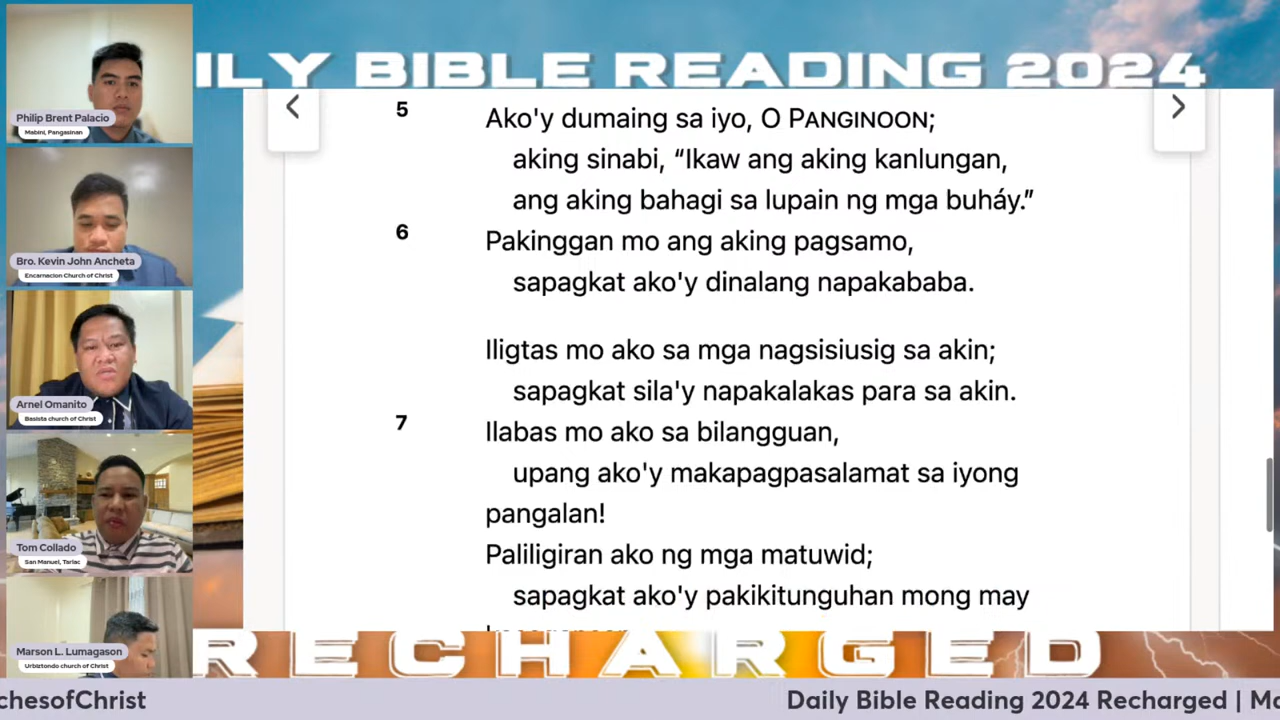 ILY BIBLE READING 2024
Philip Brent Palacio
Mabini, Pangasinan
Bro. Kevin John Ancheta
Encarnacion Church of Christ
Arnel Omanito
Basista church of Christ
Tom Collado
San Manuel, Tarlac
Marson L. Lumagason
Urbiztondo church of Christ
5 Ako'y dumaing sa iyo, O PANGINOON;
aking sinabi, “Ikaw ang aking kanlungan,
ang aking bahagi sa lupain ng mga buháy.”
6 Pakinggan mo ang aking pagsamo,
sapagkat ako'y dinalang napakababa.
Iligtas mo ako sa mga nagsisiusig sa akin;
sapagkat sila'y napakalakas para sa akin.
7 Ilabas mo ako sa bilangguan,
upang ako'y makapagpasalamat sa iyong
pangalan!
Paliligiran ako ng mga matuwid;
sapagkat ako'y pakikitunguhan mong may
RECHARGED
chesofChrist
Daily Bible Reading 2024 Recharged | Ma